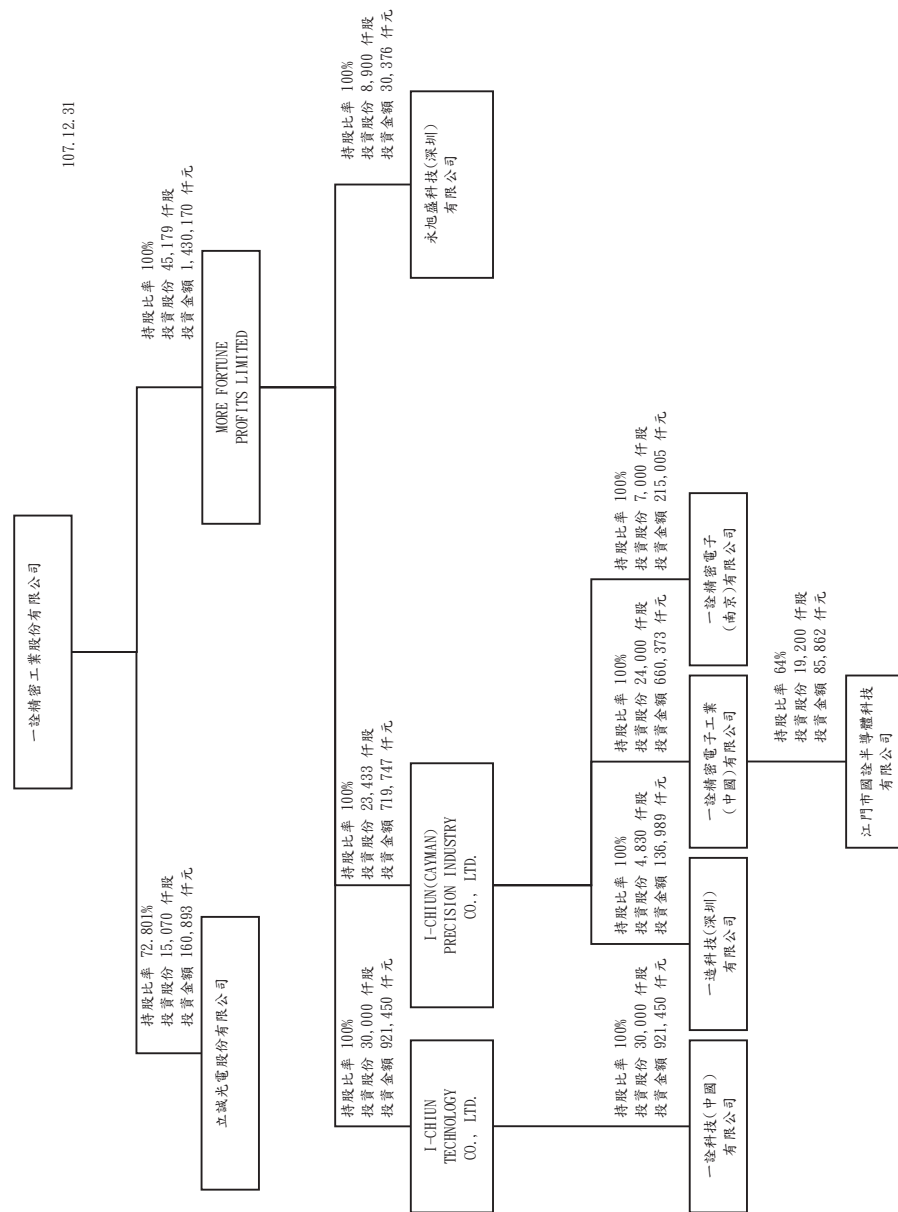 107.12.31
一詮精密工業股份有限公司
持股比率 72.801%
投資股份 15,070 仟股
投資金額 160,893 仟元
立誠光電股份有限公司
持股比率 100%
投資股份 45,179 仟股
投資金額 1,430,170 仟元
MORE FORTUNE
PROFITS LIMITED
持股比率 100%
投資股份 30,000 仟股
投資金額 921,450 仟元
I-CHIUN
TECHNOLOGY
CO., LTD.
持股比率 100%
投資股份 23,433 仟股
投資金額 719,747 仟元
I-CHIUN(CAYMAN)
PRECISION INDUSTRY
CO., LTD.
持股比率 100%
投資股份 8,900 仟股
投資金額 30,376 仟元
永旭盛科技(深圳)
有限公司
持股比率 100%
投資股份 30,000 仟股
投資金額 921,450 仟元
一詮科技(中國)
有限公司
持股比率 100%
投資股份 4,830 仟股
投資金額 136,989 仟元
一造科技(深圳)
有限公司
持股比率 100%
投資股份 24,000 仟股
投資金額 660,373 仟元
一詮精密電子工業
(中國)有限公司
持股比率 100%
投資股份 7,000 仟股
投資金額 215,005 仟元
一詮精密電子
(南京)有限公司
持股比率 64%
投資股份 19,200 仟股
投資金額 85,862 仟元
江門市國詮半導體科技
有限公司